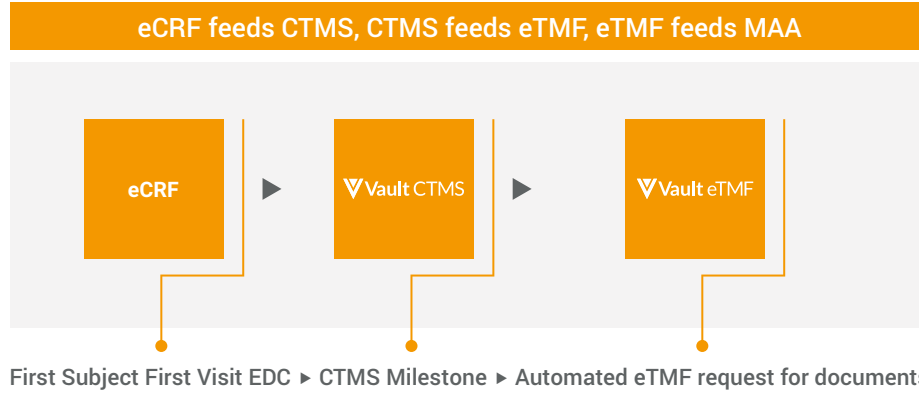 eCRF feeds CTMS, CTMS feeds eTMF, eTMF feeds MAA
eCRF
Vault CTMS
Vault eTMF
First Subject First Visit EDC ▸ CTMS Milestone ▸ Automated eTMF request for documents